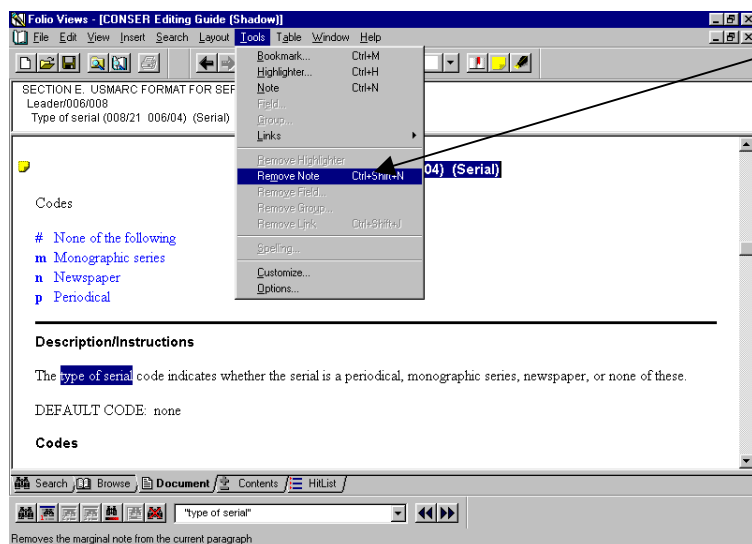 Folio Views - [CONSER Editing Guide (Shadow)]
File Edit View Insert Search Layout Tools Table Window Help
SECTION E. USMARC FORMAT FOR SER
Leader/006/008
Type of serial (008/21 006/04) (Serial)
Bookmark... Ctrl+M
Highlighter... Ctrl+H
Note Ctrl+N
Field...
Group...
Links
Remove Highlighter
Remove Note Ctrl+Shift+N
Remove Field...
Remove Group...
Remove Link Ctrl+Shift+J
Speling...
Customize...
Options...
04) (Serial)
Codes
# None of the following
m Monographic series
n Newspaper
p Periodical
Description/Instructions
The type of serial code indicates whether the serial is a periodical, monographic series, newspaper, or none of these.
DEFAULT CODE: none
Codes
Search Browse Document Contents HitList
"type of serial"
Removes the marginal note from the current paragraph